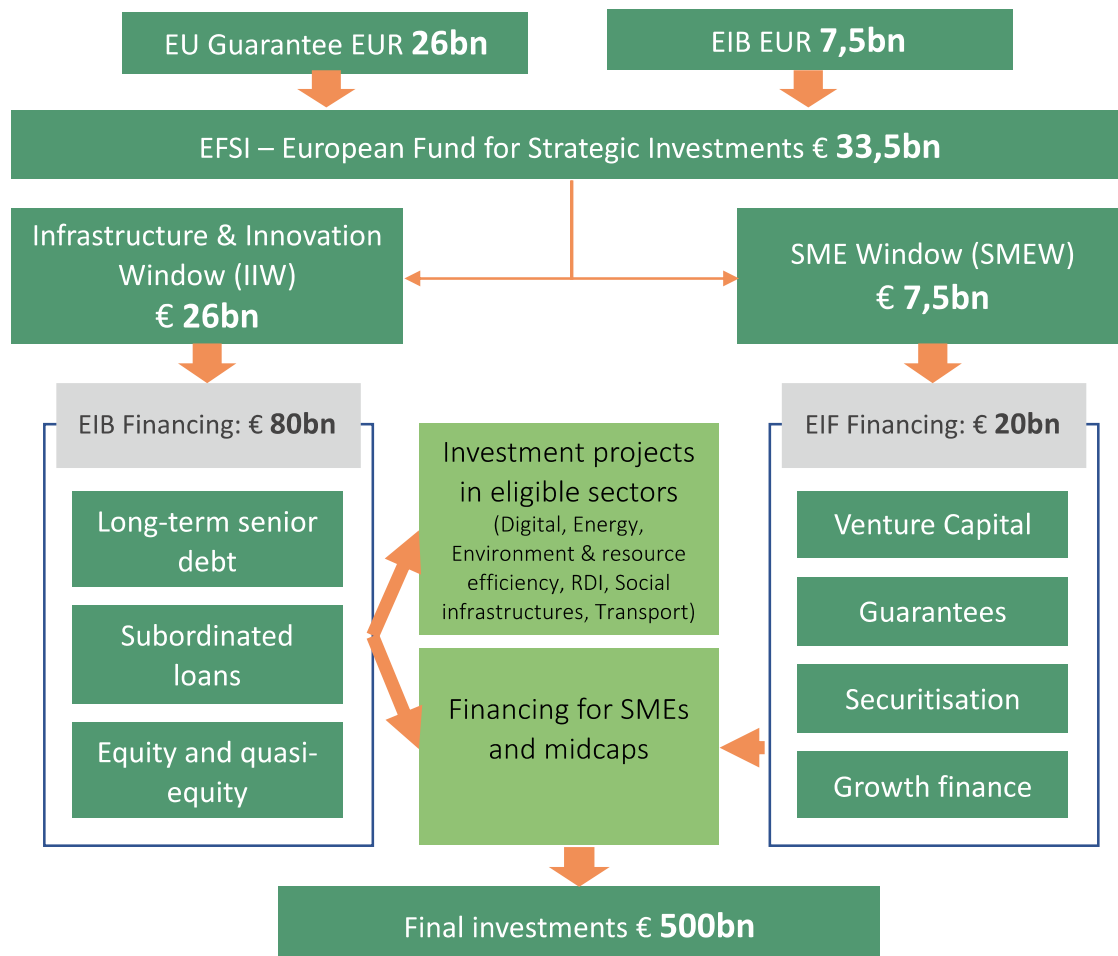 EU Guarantee EUR 26bn
EIB EUR 7,5bn
EFSI – European Fund for Strategic Investments € 33,5bn
Infrastructure & Innovation
Window (IIW)
€ 26bn
SME Window (SMEW)
€ 7,5bn
EIB Financing: € 80bn
Long-term senior
debt
Subordinated
loans
Equity and quasi-
equity
Investment projects
in eligible sectors
(Digital, Energy,
Environment & resource
efficiency, RDI, Social
infrastructures, Transport)
Financing for SMEs
and midcaps
EIF Financing: € 20bn
Venture Capital
Guarantees
Securitisation
Growth finance
Final investments € 500bn